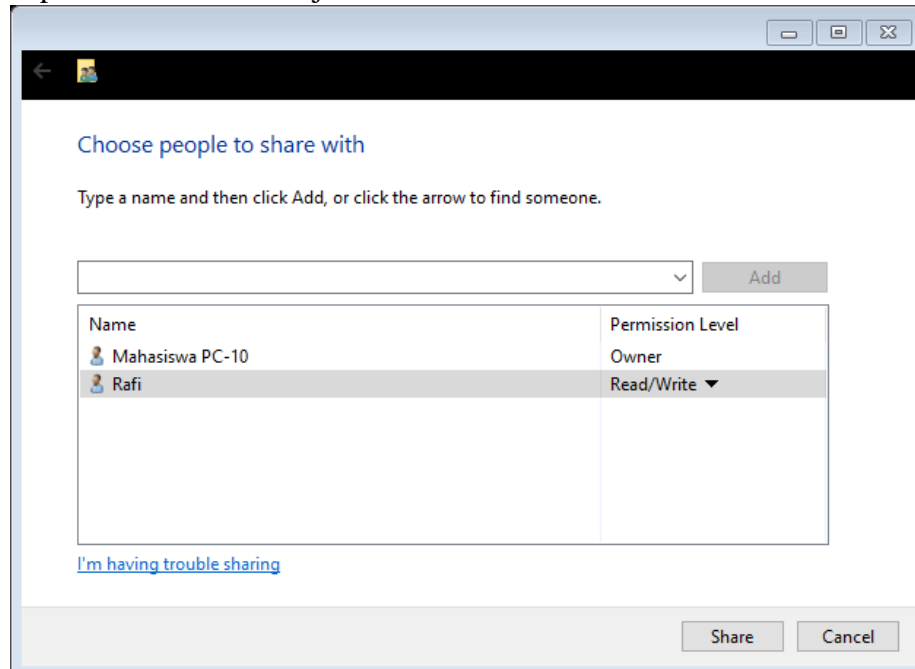 Choose people to share with
Type a name and then click Add, or click the arrow to find someone.
Add
Name Permission Level
Mahasiswa PC-10 Owner
Rafi Read/Write
I'm having trouble sharing
Share Cancel